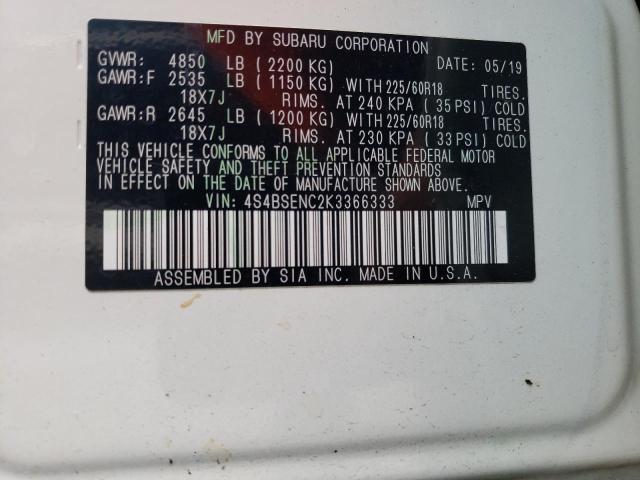 MFD BY SUBARU CORPORATION
GVWR: 4850 LB (2200 KG) DATE: 05/19
GAWR:F 2535 LB (1150 KG) WITH 225/60R18 TIRES.
18X7J RIMS. AT 240 KPA (35 PSI) COLD
GAWR:R 2645 LB (1200 KG) WITH 225/60R18 TIRES.
18X7J RIMS. AT 230 KPA (33 PSI) COLD
THIS VEHICLE CONFORMS TO ALL APPLICABLE FEDERAL MOTOR
VEHICLE SAFETY AND THEFT PREVENTION STANDARDS
IN EFFECT ON THE DATE OF MANUFACTURE SHOWN ABOVE.
VIN: 4S4BSENC2K3366333 MPV
ASSEMBLED BY SIA INC. MADE IN U.S.A.